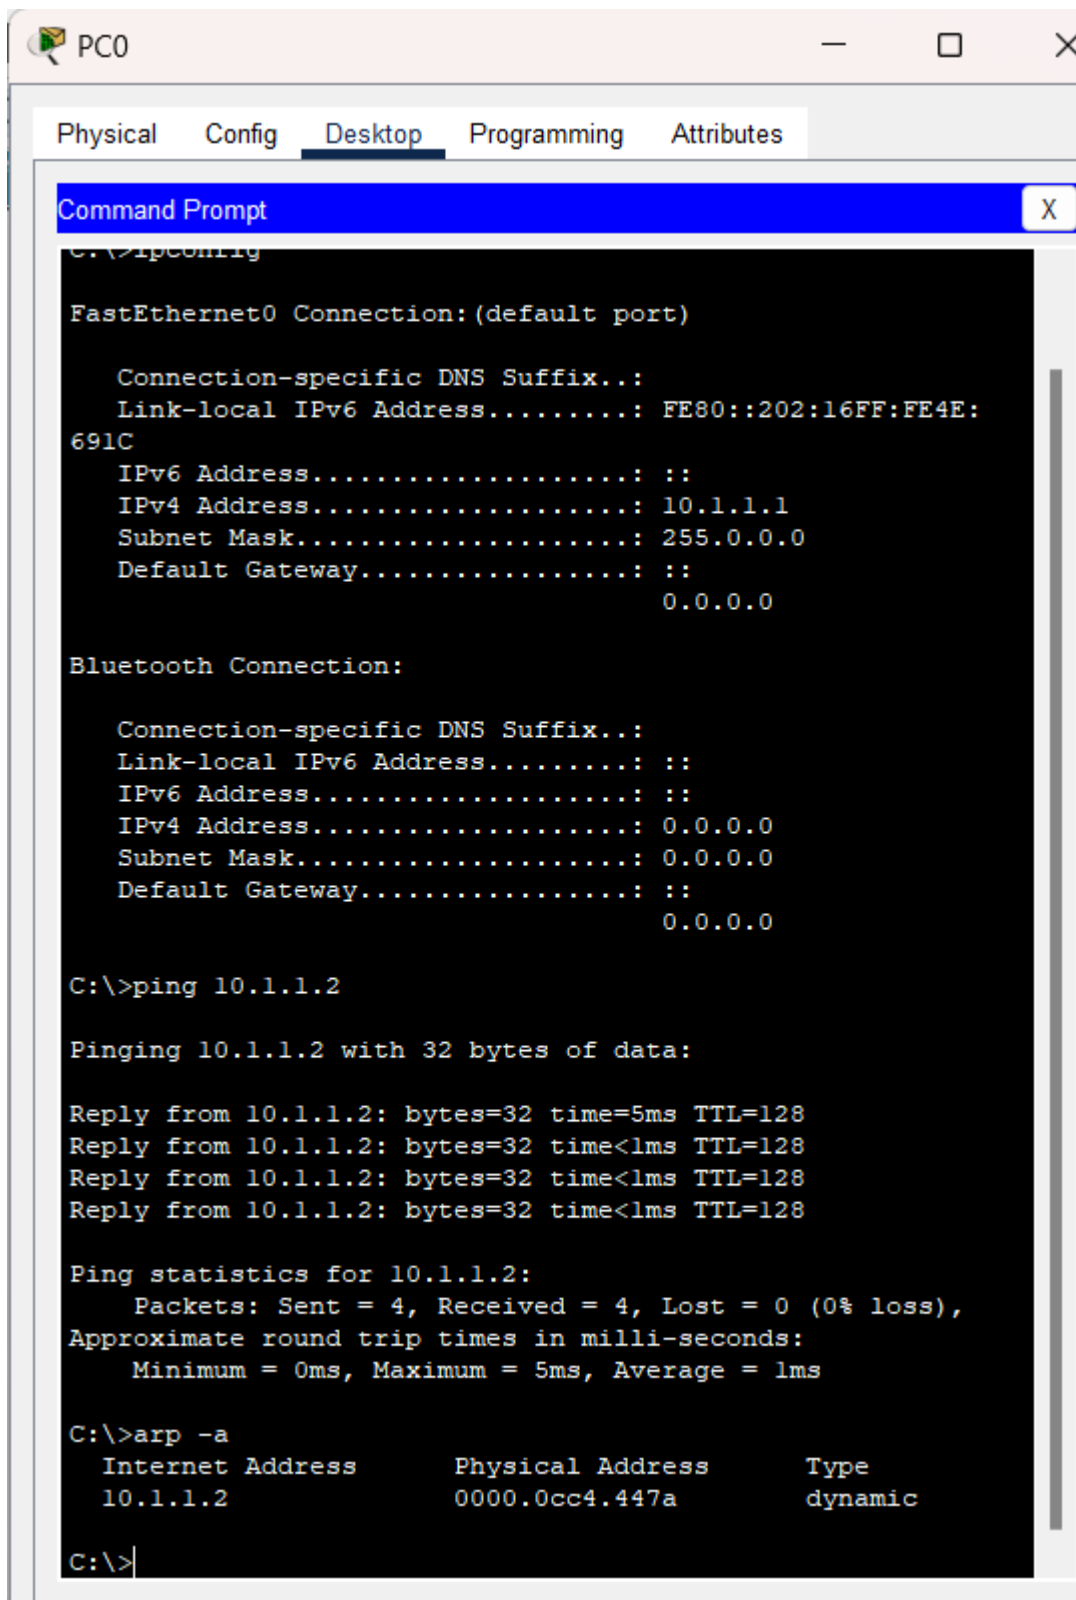 PC0
Physical Config Desktop Programming Attributes
Command Prompt X
C:\>ipconfig
FastEthernet0 Connection:(default port)
Connection-specific DNS Suffix..:
Link-local IPv6 Address.........: FE80::202:16FF:FE4E:
691C
IPv6 Address....................: ::
IPv4 Address....................: 10.1.1.1
Subnet Mask.....................: 255.0.0.0
Default Gateway.................: ::
0.0.0.0
Bluetooth Connection:
Connection-specific DNS Suffix..:
Link-local IPv6 Address.........: ::
IPv6 Address....................: ::
IPv4 Address....................: 0.0.0.0
Subnet Mask.....................: 0.0.0.0
Default Gateway.................: ::
0.0.0.0
C:\>ping 10.1.1.2
Pinging 10.1.1.2 with 32 bytes of data:
Reply from 10.1.1.2: bytes=32 time=5ms TTL=128
Reply from 10.1.1.2: bytes=32 time<1ms TTL=128
Reply from 10.1.1.2: bytes=32 time<1ms TTL=128
Reply from 10.1.1.2: bytes=32 time<1ms TTL=128
Ping statistics for 10.1.1.2:
Packets: Sent = 4, Received = 4, Lost = 0 (0% loss),
Approximate round trip times in milli-seconds:
Minimum = 0ms, Maximum = 5ms, Average = 1ms
C:\>arp -a
Internet Address Physical Address Type
10.1.1.2 0000.0cc4.447a dynamic
C:\>